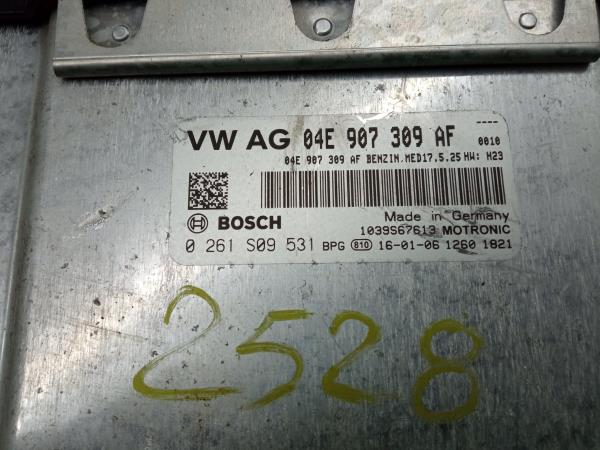 ----
VW AG 04E 907 309 AF 0010
04E 907 309 AF BENZIN.MED17.5.25 HW: H23
BOSCH Made in Germany
1039S67613 MOTRONIC
0 261 S09 531 BPG 810 16-01-06 1260 1821
2528